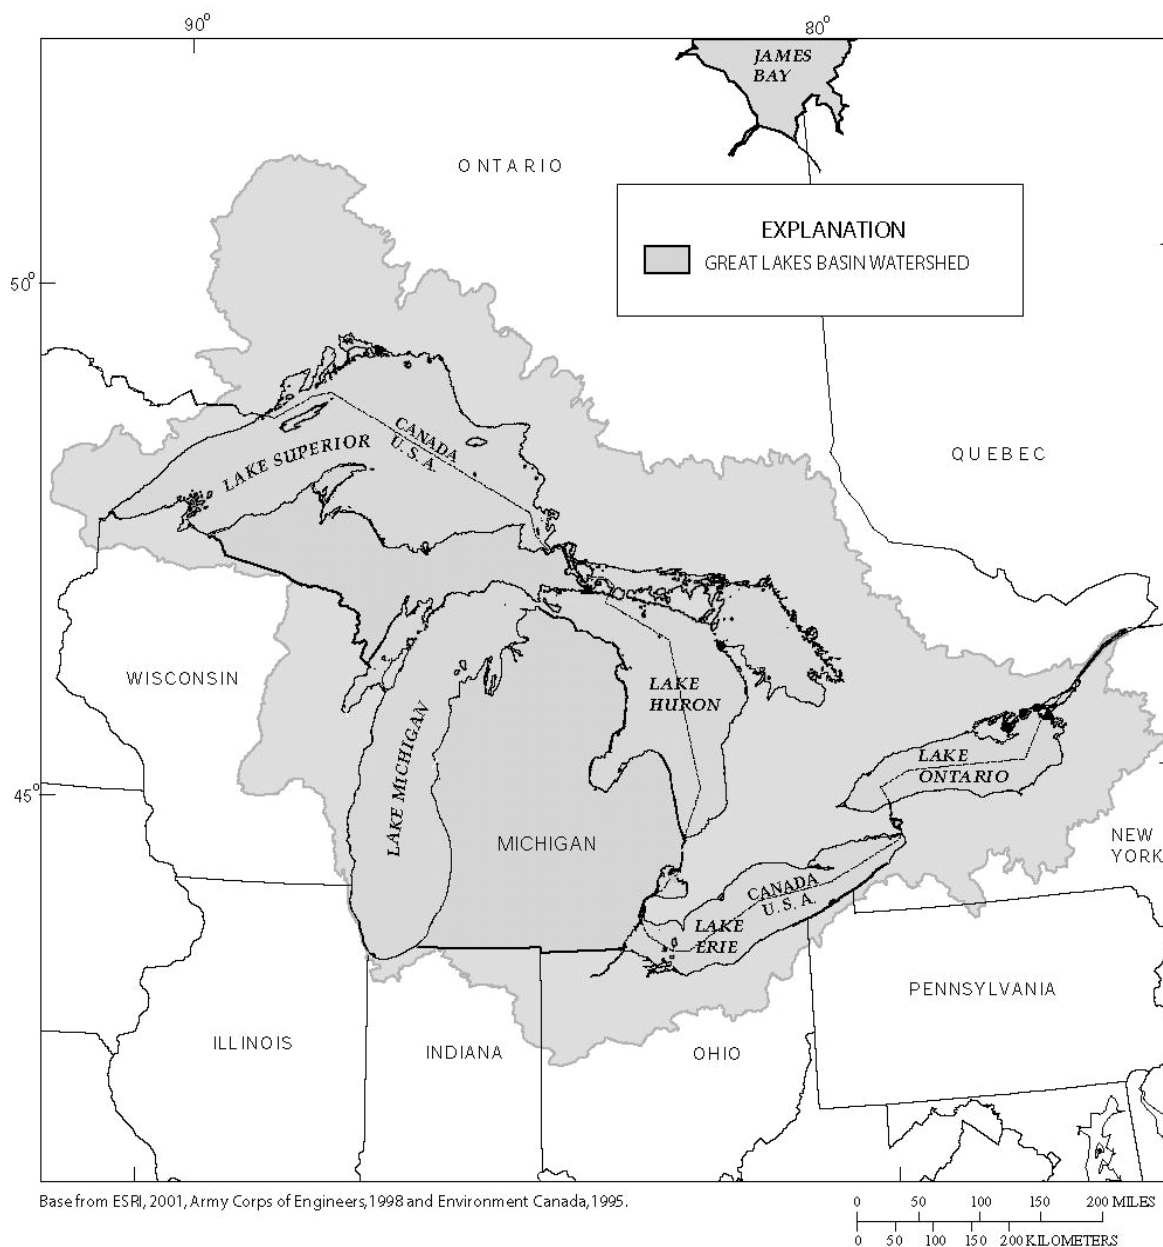 90°
80°
JAMES
BAY
ONTARIO
EXPLANATION
GREAT LAKES BASIN WATERSHED
50°
CANADA
U.S.A.
LAKE SUPERIOR
QUEBEC
WISCONSIN
LAKE
HURON
LAKE MICHIGAN
LAKE
ONTARIO
45°
MICHIGAN
NEW
YORK
CANADA
U.S.A.
LAKE
ERIE
PENNSYLVANIA
ILLINOIS
INDIANA
OHIO
Base from ESRI, 2001, Army Corps of Engineers, 1998 and Environment Canada, 1995.
0 50 100 150 200 MILES
0 50 100 150 200 KILOMETERS